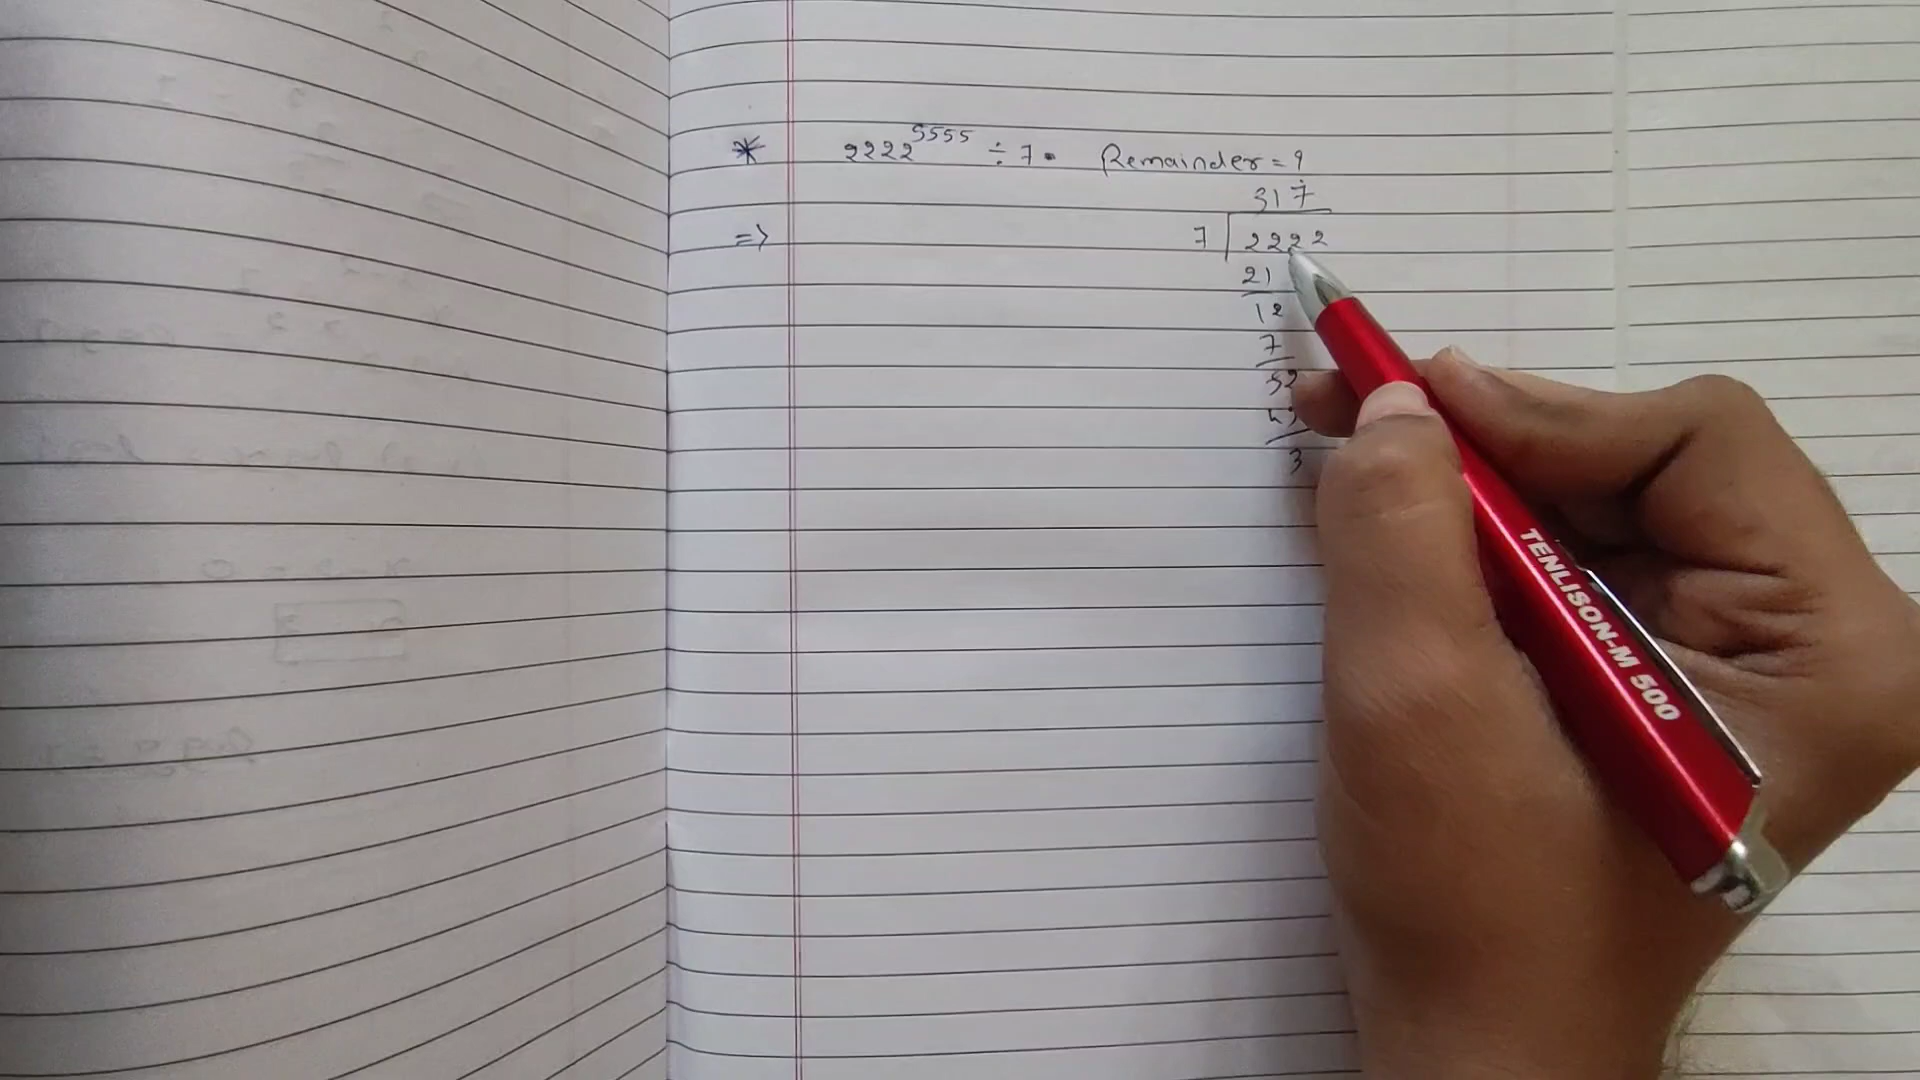 * 2222^5555 ÷ 7. Remainder = ?
317
=> 7 | 2222
21
12
7
52
49
3
TENLISON-M 500